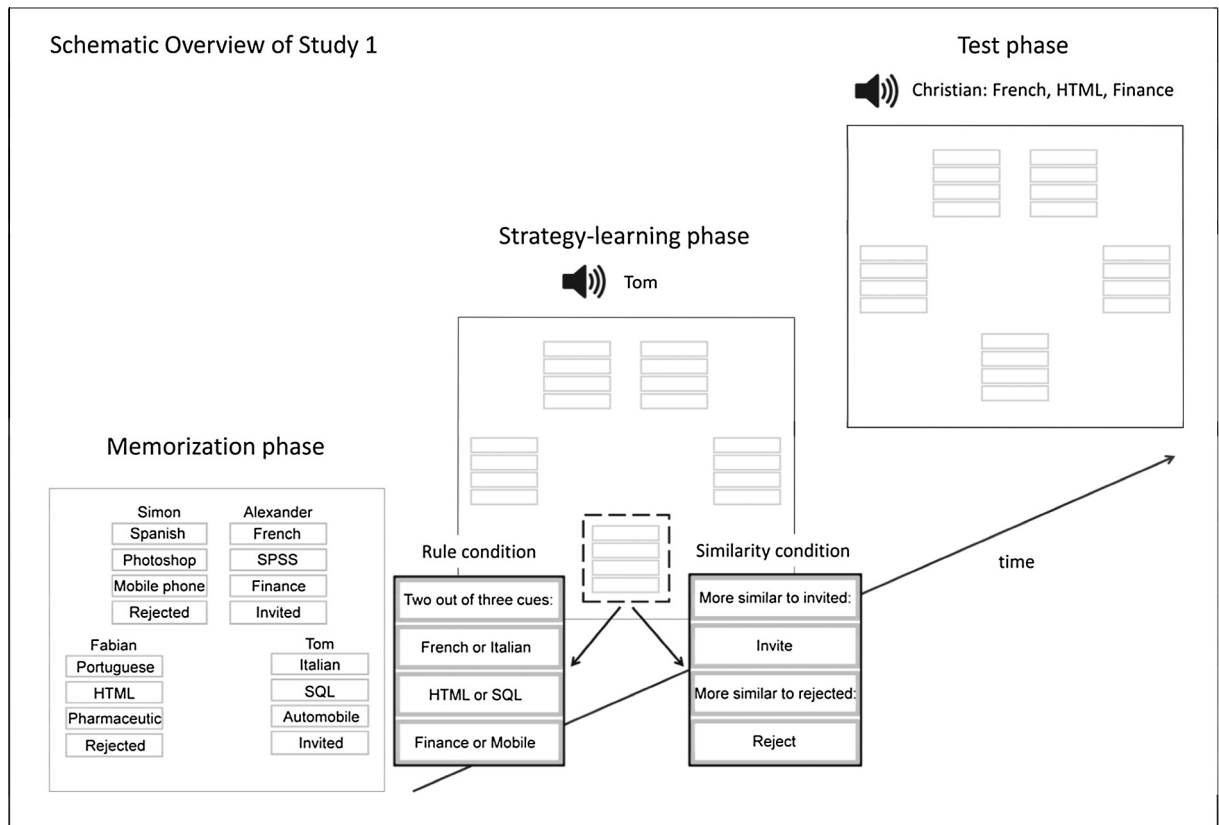 Schematic Overview of Study 1
Test phase
Christian: French, HTML, Finance
Strategy-learning phase
Tom
Memorization phase
Simon
Spanish
Photoshop
Mobile phone
Rejected
Alexander
French
SPSS
Finance
Invited
Fabian
Portuguese
HTML
Pharmaceutic
Rejected
Tom
Italian
SQL
Automobile
Invited
Rule condition
Two out of three cues:
French or Italian
HTML or SQL
Finance or Mobile
Similarity condition
More similar to invited:
Invite
More similar to rejected:
Reject
time